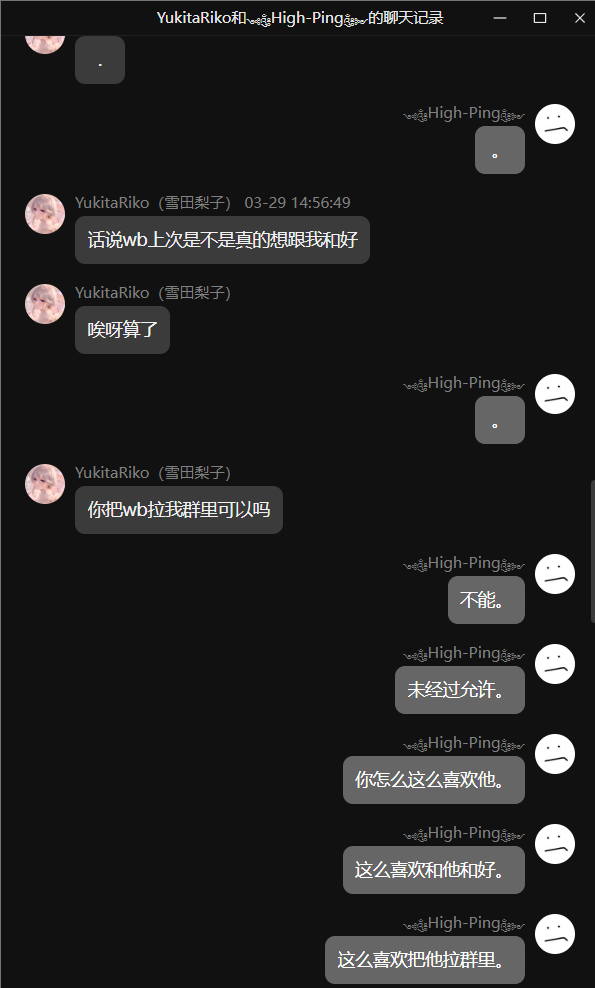 YukitaRiko和ঞ্High-Pingঞ্的聊天记录
.
High-Ping
。
YukitaRiko（雪田梨子） 03-29 14:56:49
话说wb上次是不是真的想跟我和好
YukitaRiko（雪田梨子）
唉呀算了
High-Ping
。
YukitaRiko（雪田梨子）
你把wb拉我群里可以吗
High-Ping
不能。
High-Ping
未经过允许。
High-Ping
你怎么这么喜欢他。
High-Ping
这么喜欢和他和好。
High-Ping
这么喜欢把他拉群里。